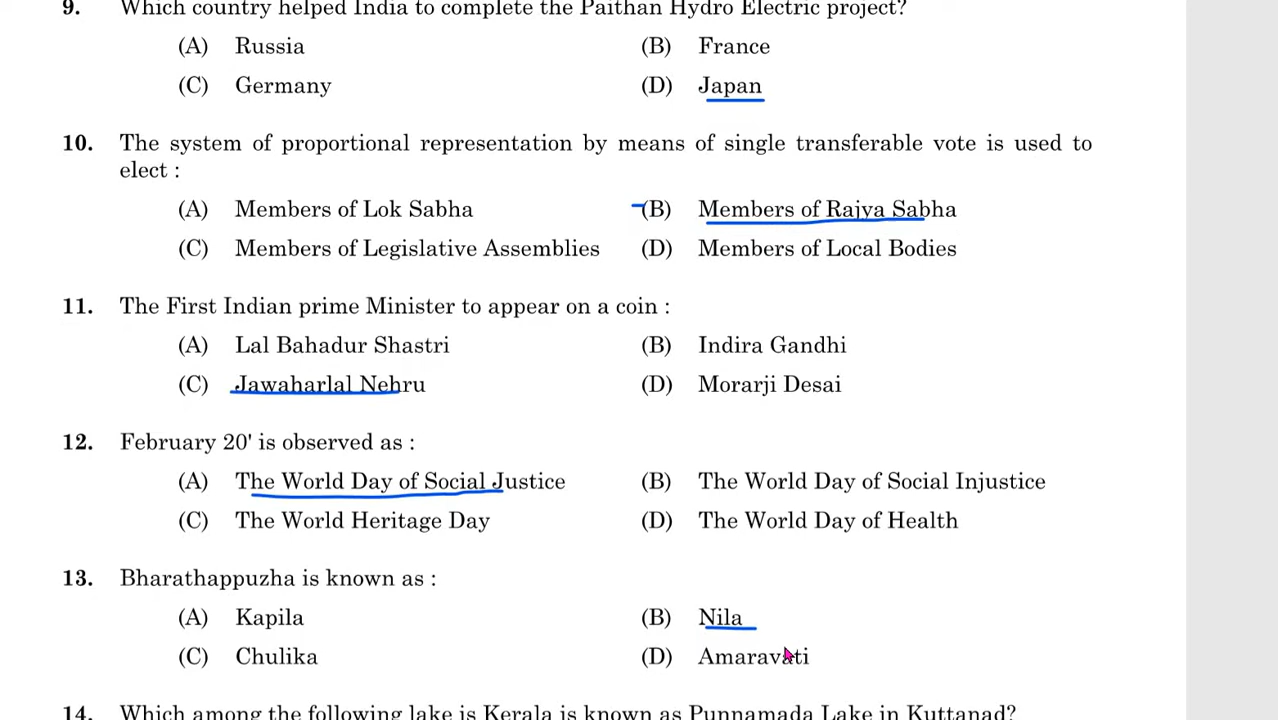 9. Which country helped India to complete the Paithan Hydro Electric project?
(A) Russia (B) France
(C) Germany (D) Japan
10. The system of proportional representation by means of single transferable vote is used to
elect :
(A) Members of Lok Sabha (B) Members of Rajya Sabha
(C) Members of Legislative Assemblies (D) Members of Local Bodies
11. The First Indian prime Minister to appear on a coin :
(A) Lal Bahadur Shastri (B) Indira Gandhi
(C) Jawaharlal Nehru (D) Morarji Desai
12. February 20' is observed as :
(A) The World Day of Social Justice (B) The World Day of Social Injustice
(C) The World Heritage Day (D) The World Day of Health
13. Bharathappuzha is known as :
(A) Kapila (B) Nila
(C) Chulika (D) Amaravati
14. Which among the following lake is Kerala is known as Punnamada Lake in Kuttanad?